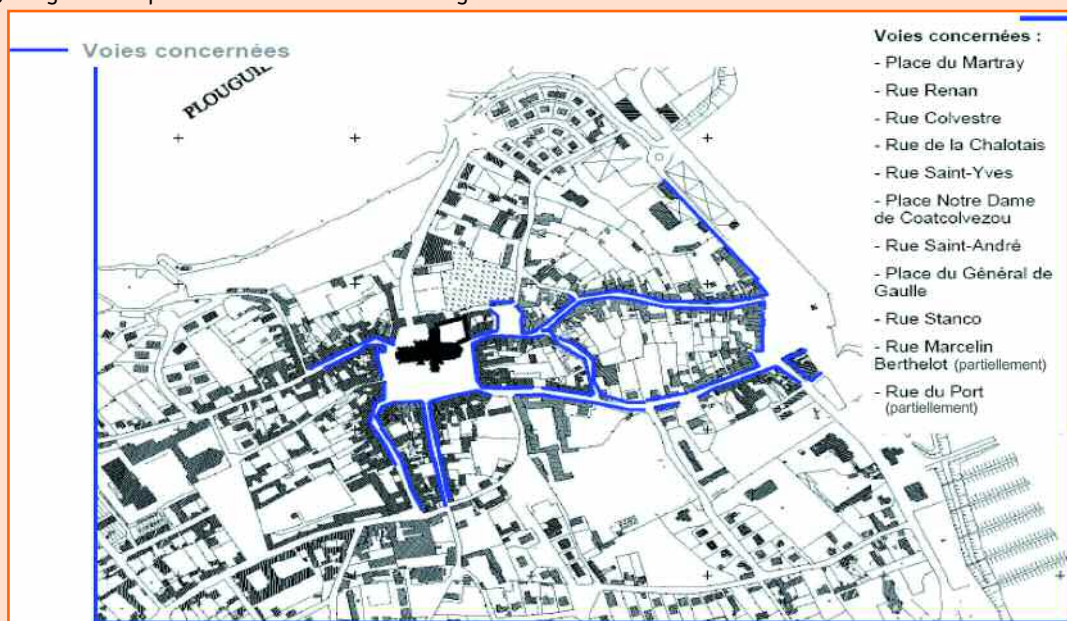 Voies concernées
PLOUGUIE
Voies concernées :
- Place du Martray
- Rue Renan
- Rue Colvestre
- Rue de la Chalotais
- Rue Saint-Yves
- Place Notre Dame
de Coatcolvezou
- Rue Saint-André
- Place du Général de
Gaulle
- Rue Stanco
- Rue Marcelin
Berthelot (partiellement)
- Rue du Port
(partiellement)